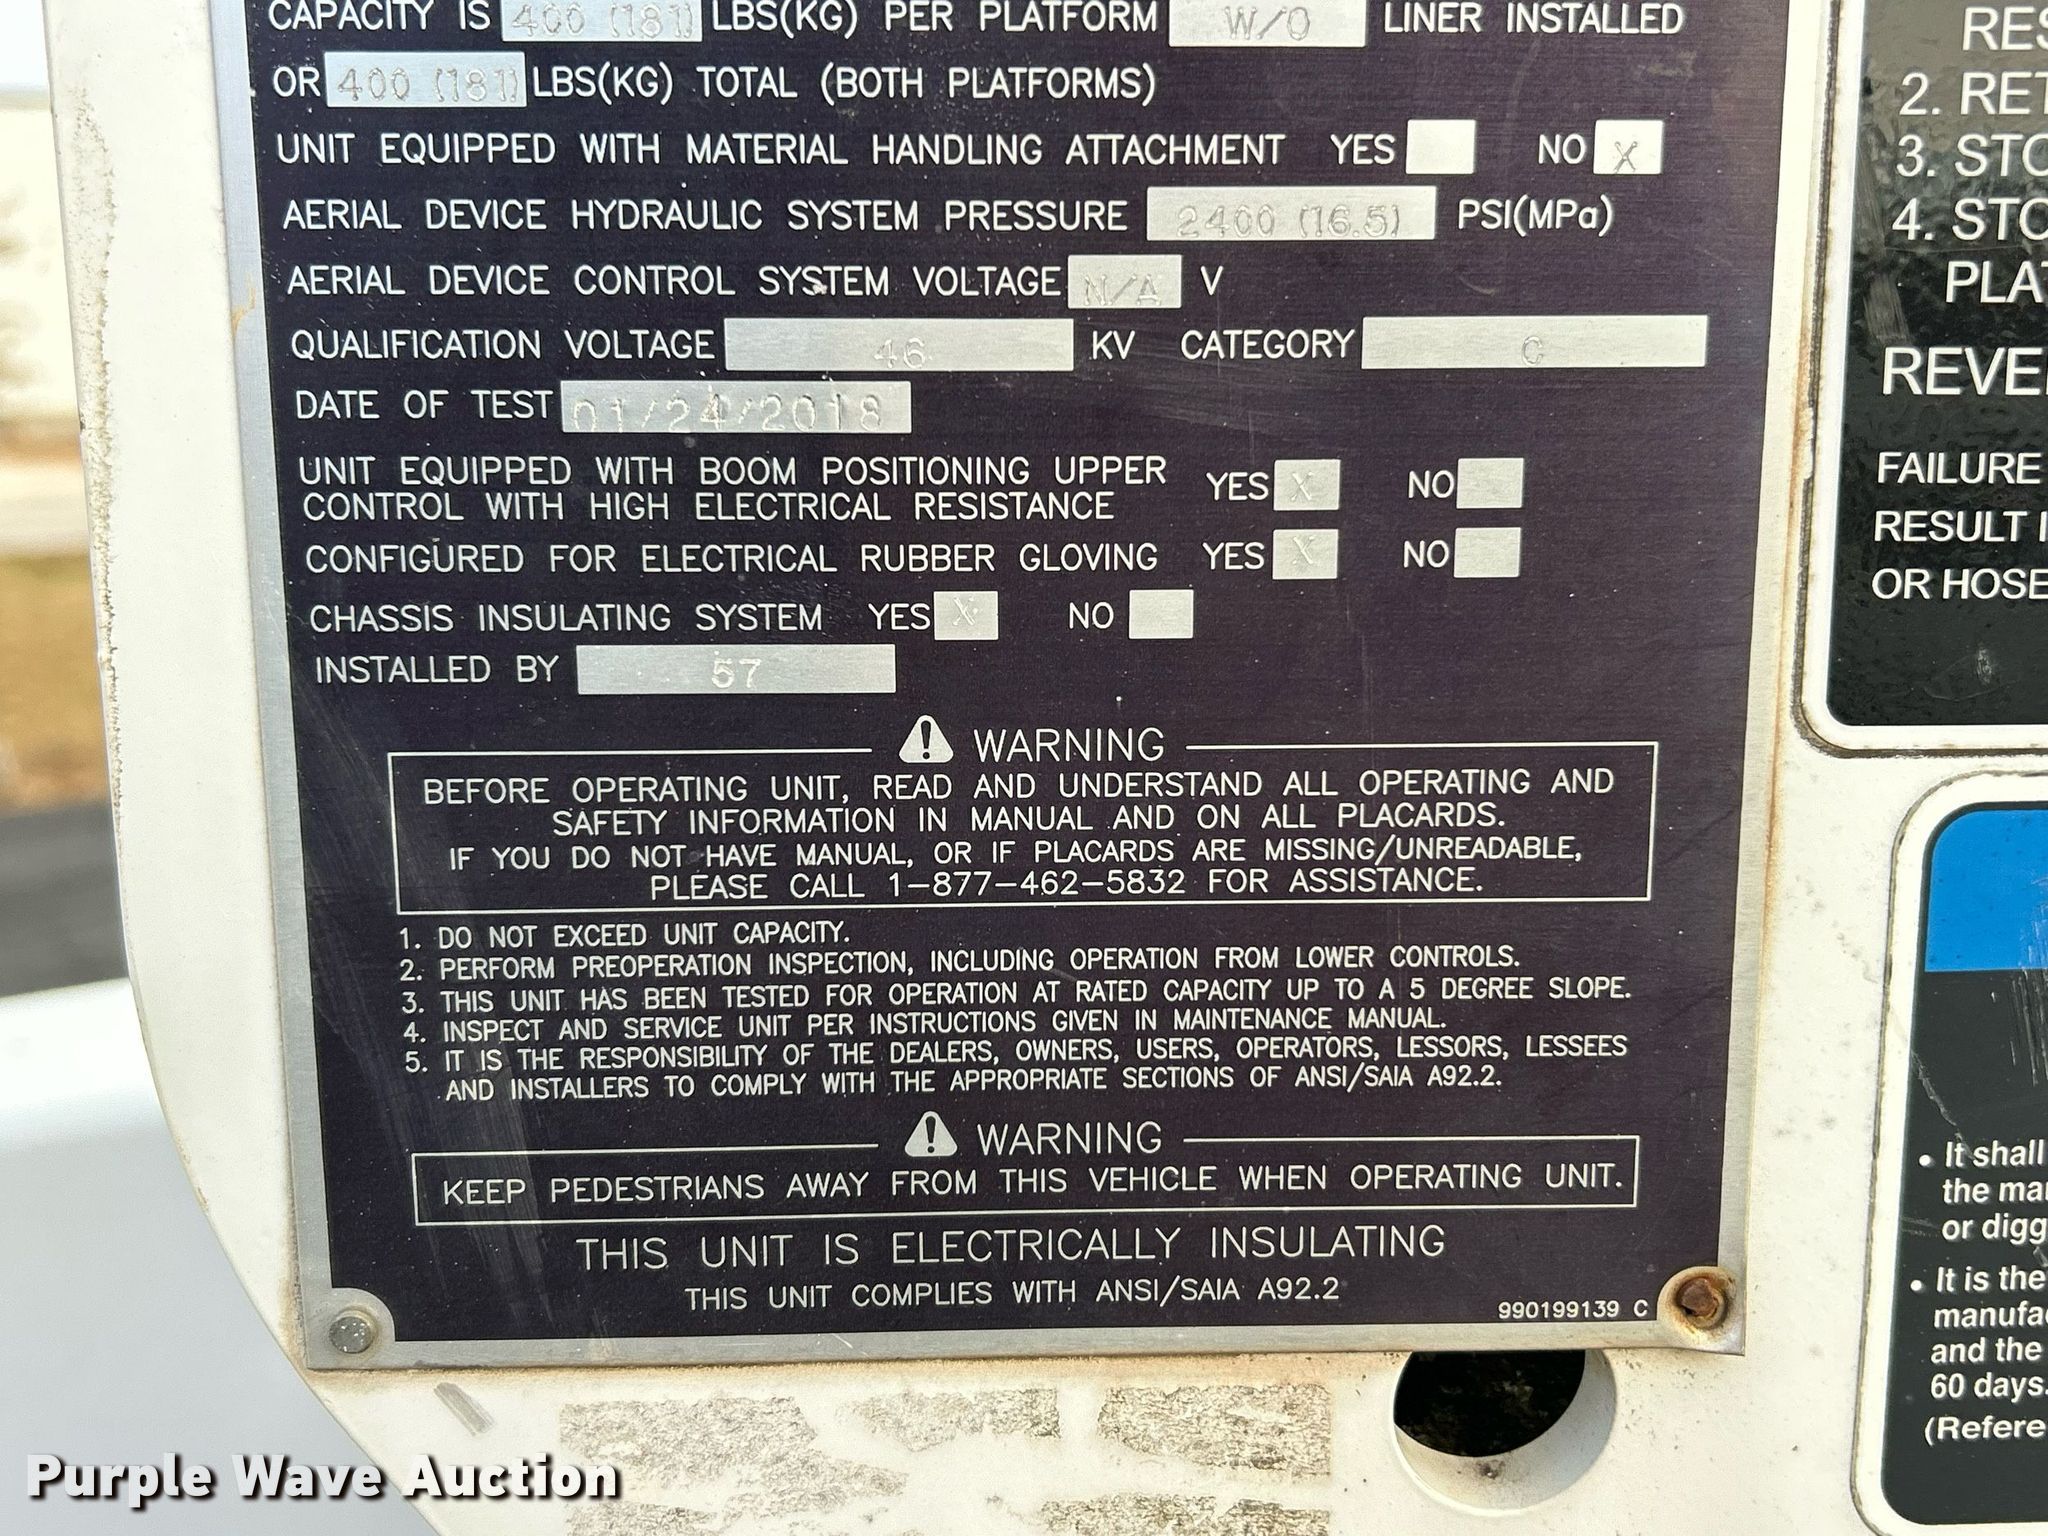 CAPACITY IS 400 (181) LBS(KG) PER PLATFORM W/O LINER INSTALLED
OR 400 (181) LBS(KG) TOTAL (BOTH PLATFORMS)
UNIT EQUIPPED WITH MATERIAL HANDLING ATTACHMENT YES NO X
AERIAL DEVICE HYDRAULIC SYSTEM PRESSURE 2400 (16.5) PSI(MPa)
AERIAL DEVICE CONTROL SYSTEM VOLTAGE N/A V
QUALIFICATION VOLTAGE 46 KV CATEGORY C
DATE OF TEST 01/24/2018
UNIT EQUIPPED WITH BOOM POSITIONING UPPER
CONTROL WITH HIGH ELECTRICAL RESISTANCE YES X NO
CONFIGURED FOR ELECTRICAL RUBBER GLOVING YES X NO
CHASSIS INSULATING SYSTEM YES X NO
INSTALLED BY 57
WARNING
BEFORE OPERATING UNIT, READ AND UNDERSTAND ALL OPERATING AND
SAFETY INFORMATION IN MANUAL AND ON ALL PLACARDS.
IF YOU DO NOT HAVE MANUAL, OR IF PLACARDS ARE MISSING/UNREADABLE,
PLEASE CALL 1-877-462-5832 FOR ASSISTANCE.
1. DO NOT EXCEED UNIT CAPACITY.
2. PERFORM PREOPERATION INSPECTION, INCLUDING OPERATION FROM LOWER CONTROLS.
3. THIS UNIT HAS BEEN TESTED FOR OPERATION AT RATED CAPACITY UP TO A 5 DEGREE SLOPE.
4. INSPECT AND SERVICE UNIT PER INSTRUCTIONS GIVEN IN MAINTENANCE MANUAL.
5. IT IS THE RESPONSIBILITY OF THE DEALERS, OWNERS, USERS, OPERATORS, LESSORS, LESSEES
AND INSTALLERS TO COMPLY WITH THE APPROPRIATE SECTIONS OF ANSI/SAIA A92.2.
WARNING
KEEP PEDESTRIANS AWAY FROM THIS VEHICLE WHEN OPERATING UNIT.
THIS UNIT IS ELECTRICALLY INSULATING
THIS UNIT COMPLIES WITH ANSI/SAIA A92.2
990199139 C
2.
3.
4.
FAILURE
RESULT
OR HOSE
• It shall
the
or
• It is the
and the
60 days.
Purple Wave Auction